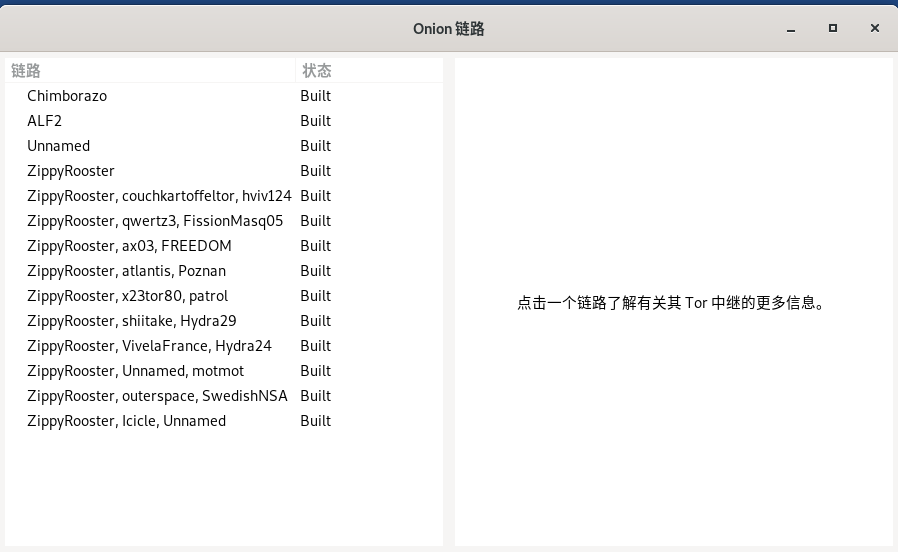 Onion 链路
链路 状态
Chimborazo Built
ALF2 Built
Unnamed Built
ZippyRooster Built
ZippyRooster, couchkartoffeltor, hviv124 Built
ZippyRooster, qwertz3, FissionMasq05 Built
ZippyRooster, ax03, FREEDOM Built
ZippyRooster, atlantis, Poznan Built
ZippyRooster, x23tor80, patrol Built
ZippyRooster, shiitake, Hydra29 Built
ZippyRooster, VivelaFrance, Hydra24 Built
ZippyRooster, Unnamed, motmot Built
ZippyRooster, outerspace, SwedishNSA Built
ZippyRooster, Icicle, Unnamed Built
点击一个链路了解有关其 Tor 中继的更多信息。